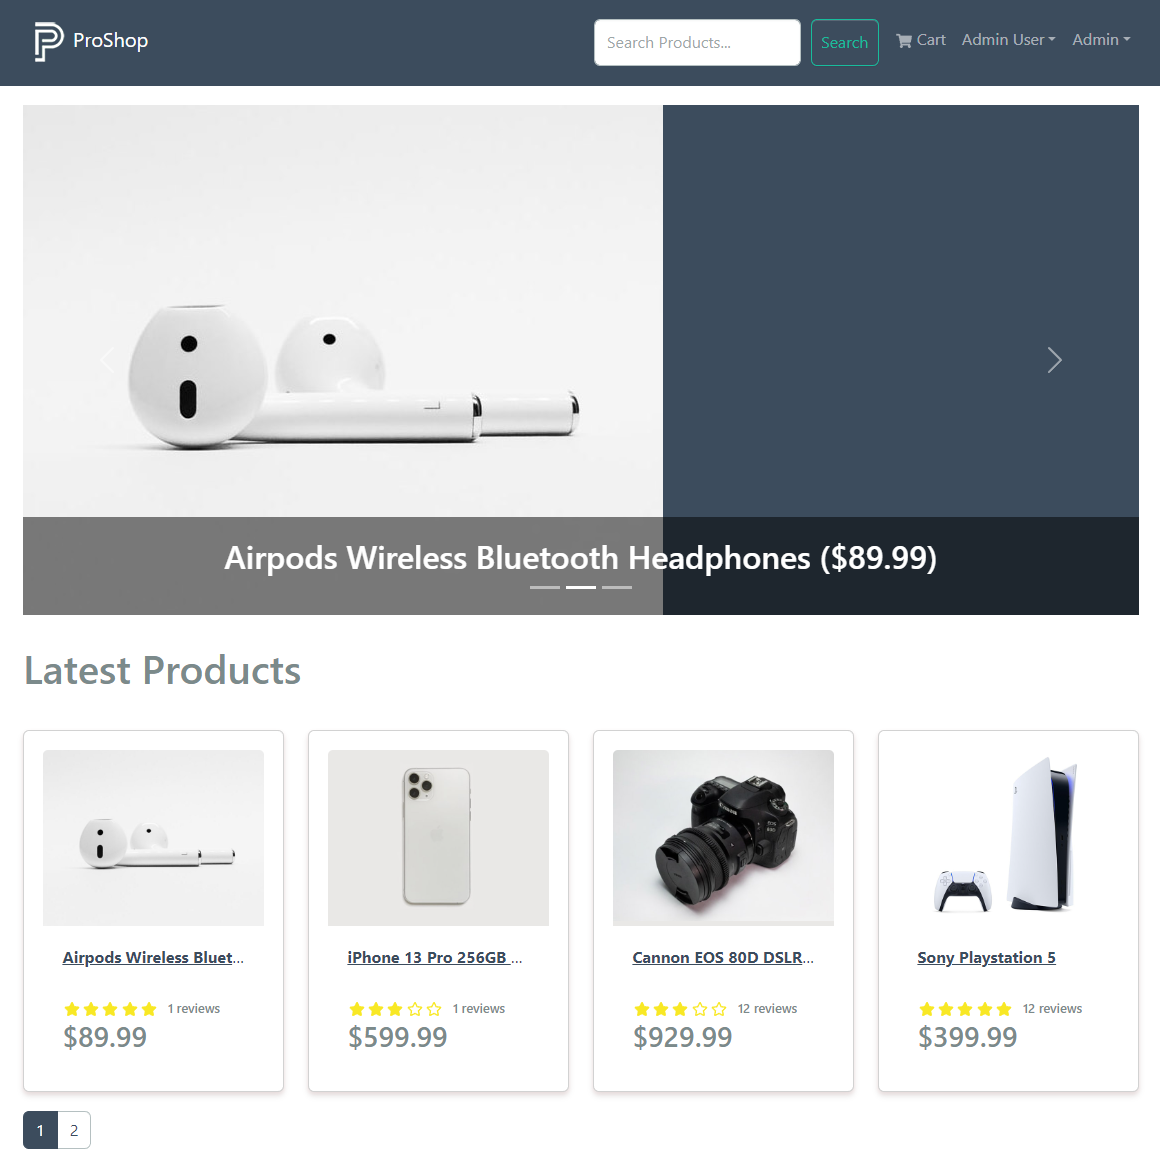 ProShop
Search Products...
Search
Cart
Admin User
Admin
Airpods Wireless Bluetooth Headphones ($89.99)
Latest Products
Airpods Wireless Bluet...
1 reviews
$89.99
iPhone 13 Pro 256GB ...
1 reviews
$599.99
Cannon EOS 80D DSLR...
12 reviews
$929.99
Sony Playstation 5
12 reviews
$399.99
1
2